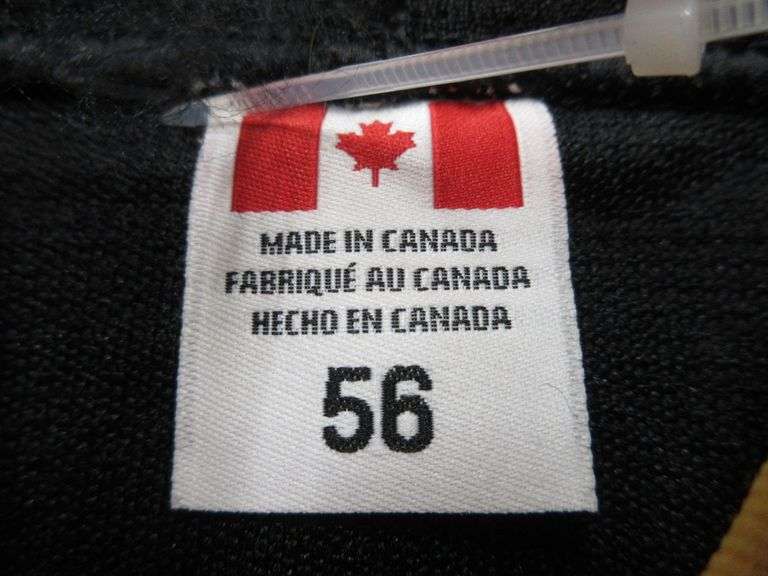 MADE IN CANADA
FABRIQUÉ AU CANADA
HECHO EN CANADA
56